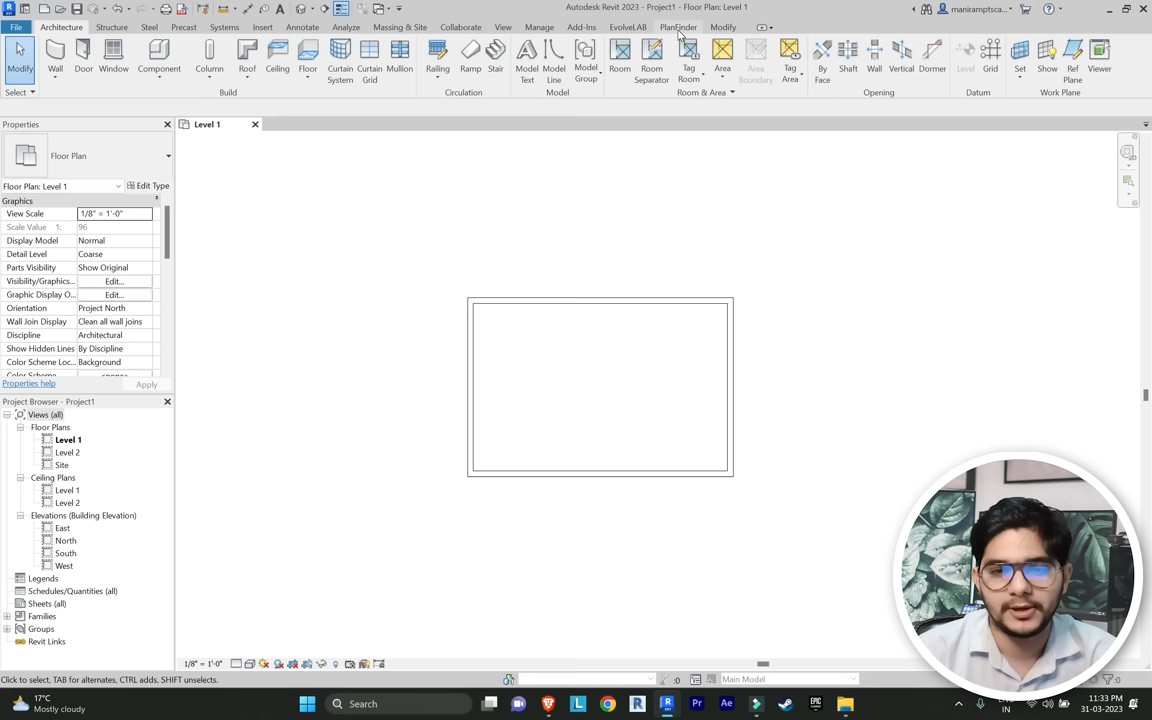 Autodesk Revit 2023 - Project1 - Floor Plan: Level 1
maniramptsca...
File Architecture Structure Steel Precast Systems Insert Annotate Analyze Massing & Site Collaborate View Manage Add-Ins EvolveLAB PlanFinder Modify
Modify Wall Door Window Component Column Roof Ceiling Floor Curtain System Curtain Grid Mullion Railing Ramp Stair Model Text Model Line Model Group Room Room Separator Tag Room Area Area Boundary Tag Area By Face Shaft Wall Vertical Dormer Level Grid Set Show Ref Plane Viewer
Select Build Circulation Model Room & Area Opening Datum Work Plane
Properties
Level 1
Floor Plan
Floor Plan: Level 1 Edit Type
Graphics
View Scale 1/8" = 1'-0"
Scale Value 1: 96
Display Model Normal
Detail Level Coarse
Parts Visibility Show Original
Visibility/Graphics... Edit...
Graphic Display O... Edit...
Orientation Project North
Wall Join Display Clean all wall joins
Discipline Architectural
Show Hidden Lines By Discipline
Color Scheme Loc... Background
Color Scheme <none>
Properties help Apply
Project Browser - Project1
Views (all)
Floor Plans
Level 1
Level 2
Site
Ceiling Plans
Level 1
Level 2
Elevations (Building Elevation)
East
North
South
West
Legends
Schedules/Quantities (all)
Sheets (all)
Families
Groups
Revit Links
1/8" = 1'-0"
Click to select, TAB for alternates, CTRL adds, SHIFT unselects.
:0 Main Model :0
17°C
Mostly cloudy
Search
IN
11:33 PM
31-03-2023